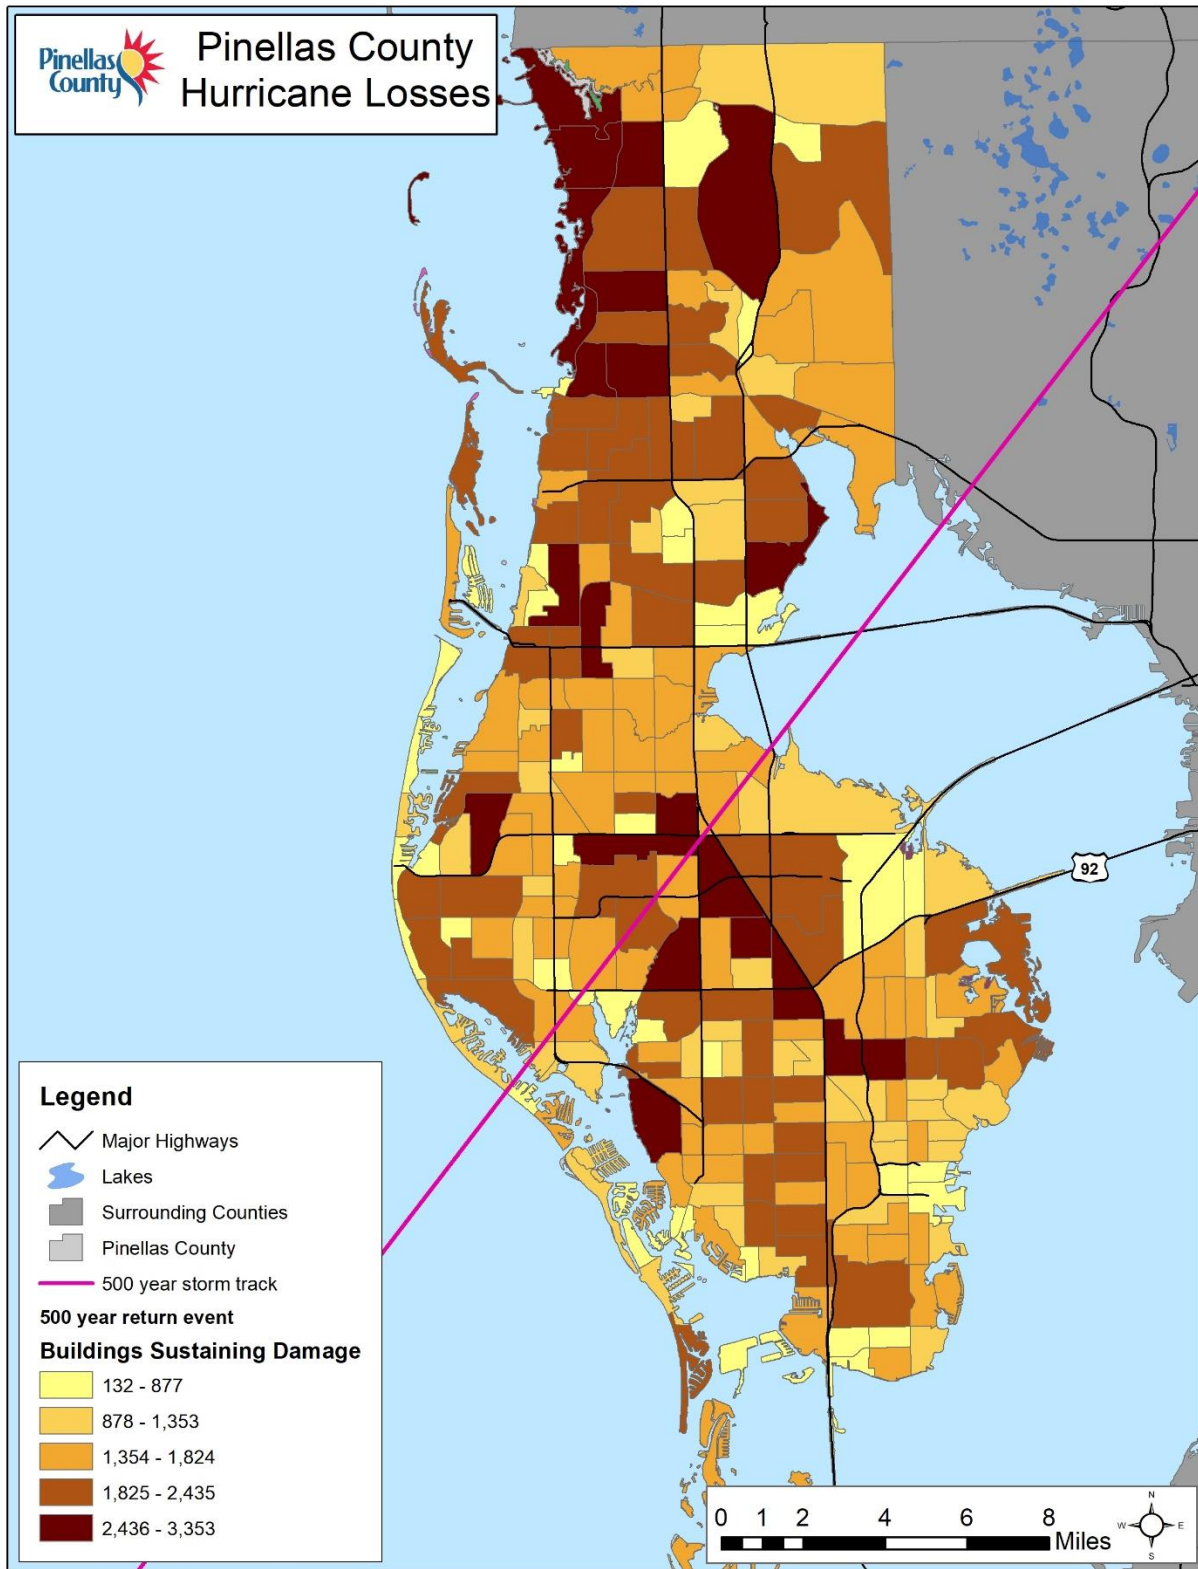 Pinellas
County
Pinellas County
Hurricane Losses
92
Legend
Major Highways
Lakes
Surrounding Counties
Pinellas County
500 year storm track
500 year return event
Buildings Sustaining Damage
132 - 877
878 - 1,353
1,354 - 1,824
1,825 - 2,435
2,436 - 3,353
0 1 2 4 6 8
Miles
N
W E
S